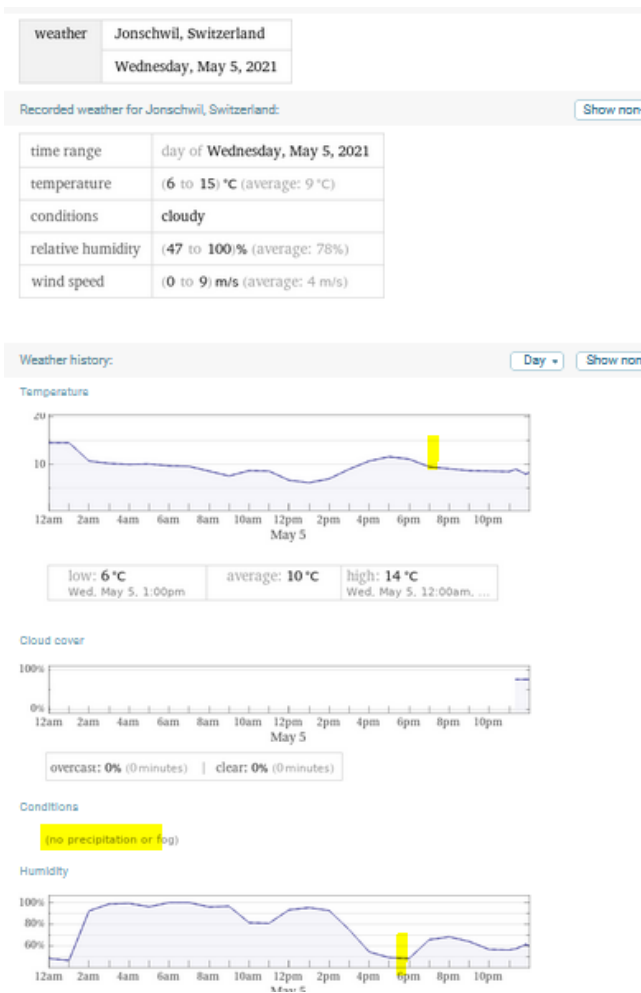 weather Jonschwil, Switzerland
Wednesday, May 5, 2021
Recorded weather for Jonschwil, Switzerland:
Show non
time range day of Wednesday, May 5, 2021
temperature (6 to 15) °C (average: 9 °C)
conditions cloudy
relative humidity (47 to 100)% (average: 78%)
wind speed (0 to 9) m/s (average: 4 m/s)
Weather history:
Day Show non
Temperature
20
10
12am 2am 4am 6am 8am 10am 12pm 2pm 4pm 6pm 8pm 10pm
May 5
low: 6 °C average: 10 °C high: 14 °C
Wed, May 5, 1:00pm Wed, May 5, 12:00am, ...
Cloud cover
100%
0%
12am 2am 4am 6am 8am 10am 12pm 2pm 4pm 6pm 8pm 10pm
May 5
overcast: 0% (0 minutes) | clear: 0% (0 minutes)
Conditions
(no precipitation or fog)
Humidity
100%
80%
60%
12am 2am 4am 6am 8am 10am 12pm 2pm 4pm 6pm 8pm 10pm
May 5